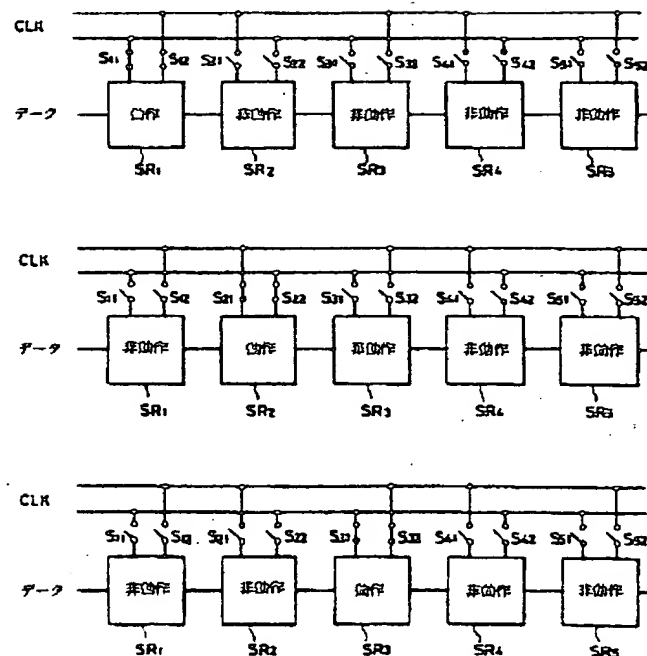 CLK
S11 S12 S21 S22 S31 S32 S41 S42 S51 S52
データ 動作 非動作 非動作 非動作 非動作
SR1 SR2 SR3 SR4 SR5
CLK
S11 S12 S21 S22 S31 S32 S41 S42 S51 S52
データ 非動作 動作 非動作 非動作 非動作
SR1 SR2 SR3 SR4 SR5
CLK
S11 S12 S21 S22 S31 S32 S41 S42 S51 S52
データ 非動作 非動作 動作 非動作 非動作
SR1 SR2 SR3 SR4 SR5